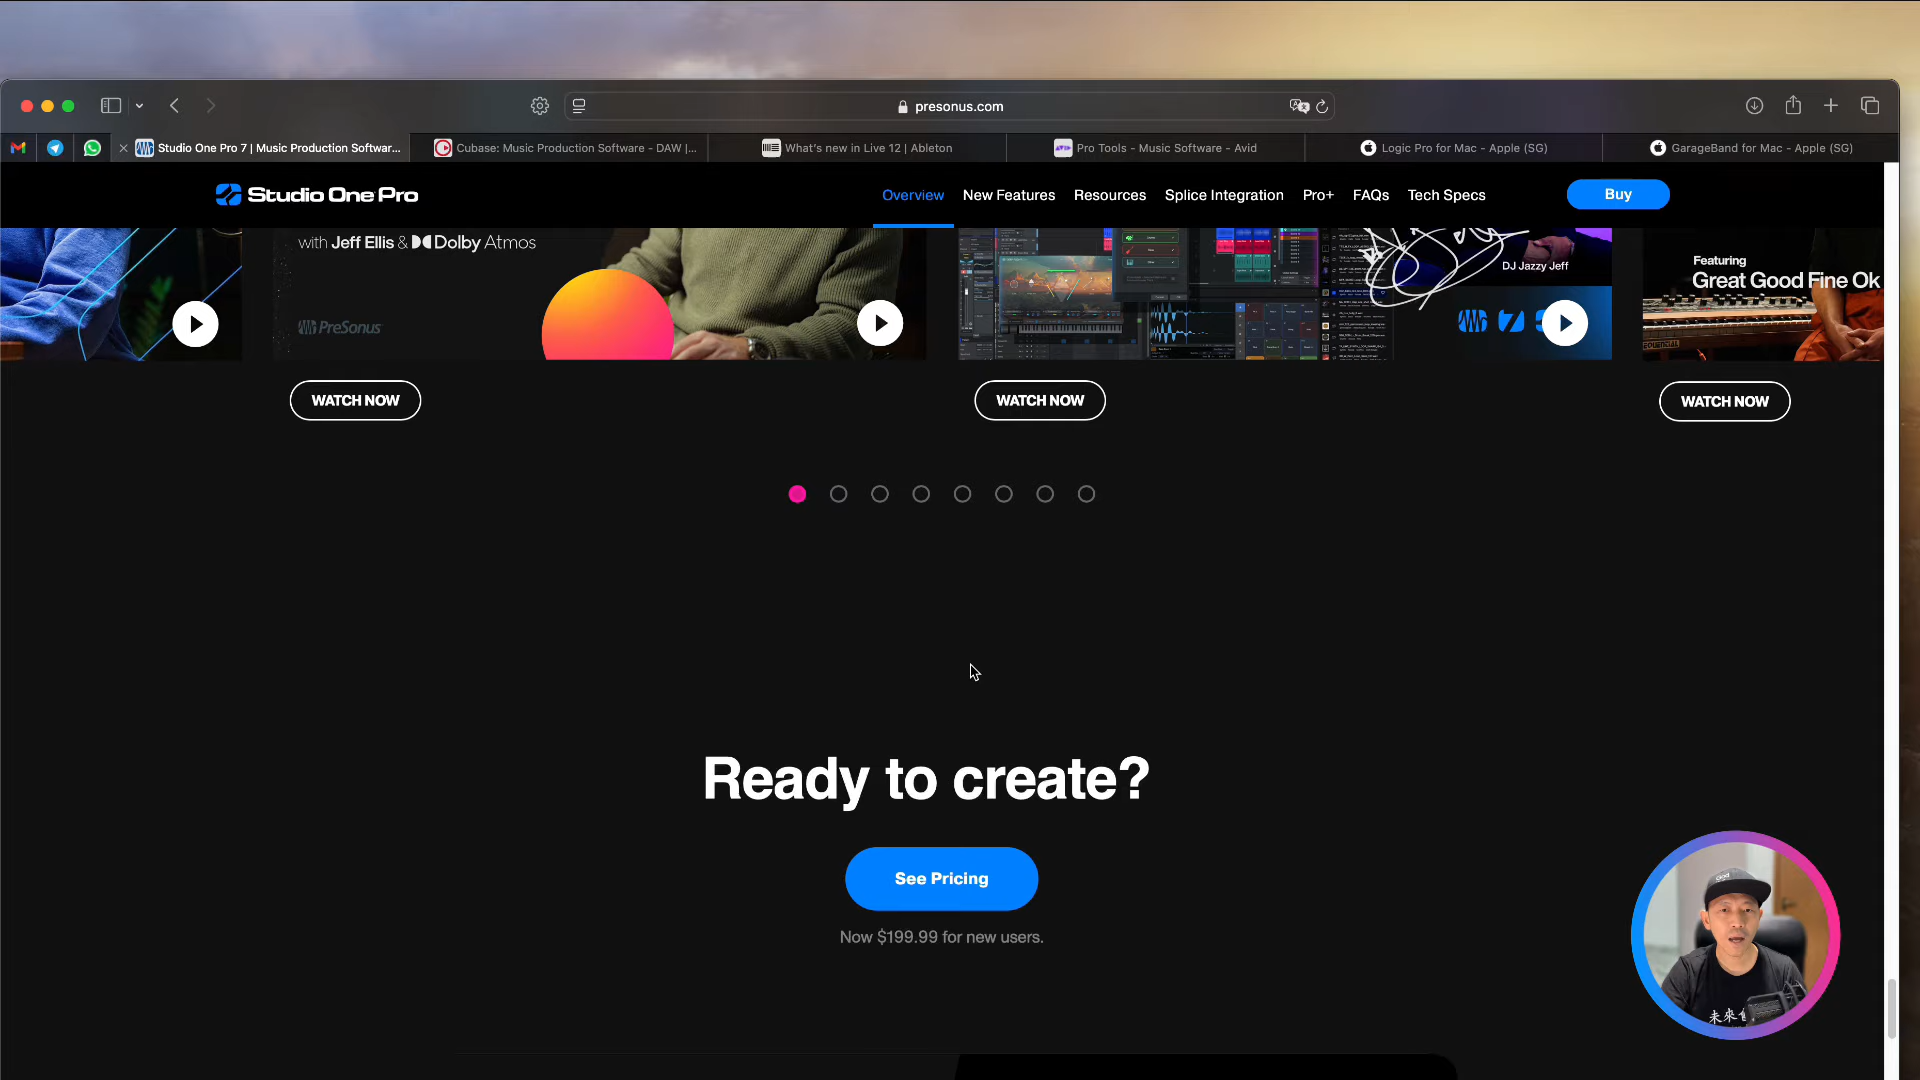 presonus.com
Studio One Pro 7 | Music Production Softwar...
Cubase: Music Production Software - DAW |...
What's new in Live 12 | Ableton
Pro Tools - Music Software - Avid
Logic Pro for Mac - Apple (SG)
GarageBand for Mac - Apple (SG)
Studio One Pro
Overview
New Features
Resources
Splice Integration
Pro+
FAQs
Tech Specs
Buy
with Jeff Ellis & Dolby Atmos
PreSonus
DJ Jazzy Jeff
Featuring
Great Good Fine Ok
WATCH NOW
WATCH NOW
WATCH NOW
Ready to create?
See Pricing
Now $199.99 for new users.
未來